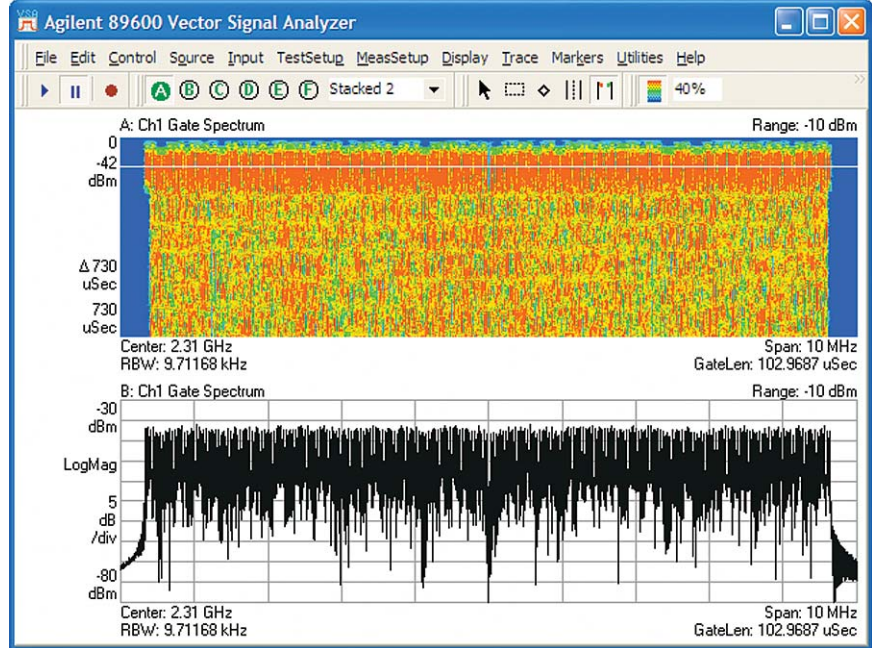 VSA
Agilent 89600 Vector Signal Analyzer
File Edit Control Source Input TestSetup MeasSetup Display Trace Markers Utilities Help
A B C D E F Stacked 2 40%
A: Ch1 Gate Spectrum Range: -10 dBm
0
-42
dBm
Δ 730
uSec
730
uSec
Center: 2.31 GHz Span: 10 MHz
RBW: 9.71168 kHz GateLen: 102.9687 uSec
B: Ch1 Gate Spectrum Range: -10 dBm
-30
dBm
LogMag
5
dB
/div
-80
dBm
Center: 2.31 GHz Span: 10 MHz
RBW: 9.71168 kHz GateLen: 102.9687 uSec